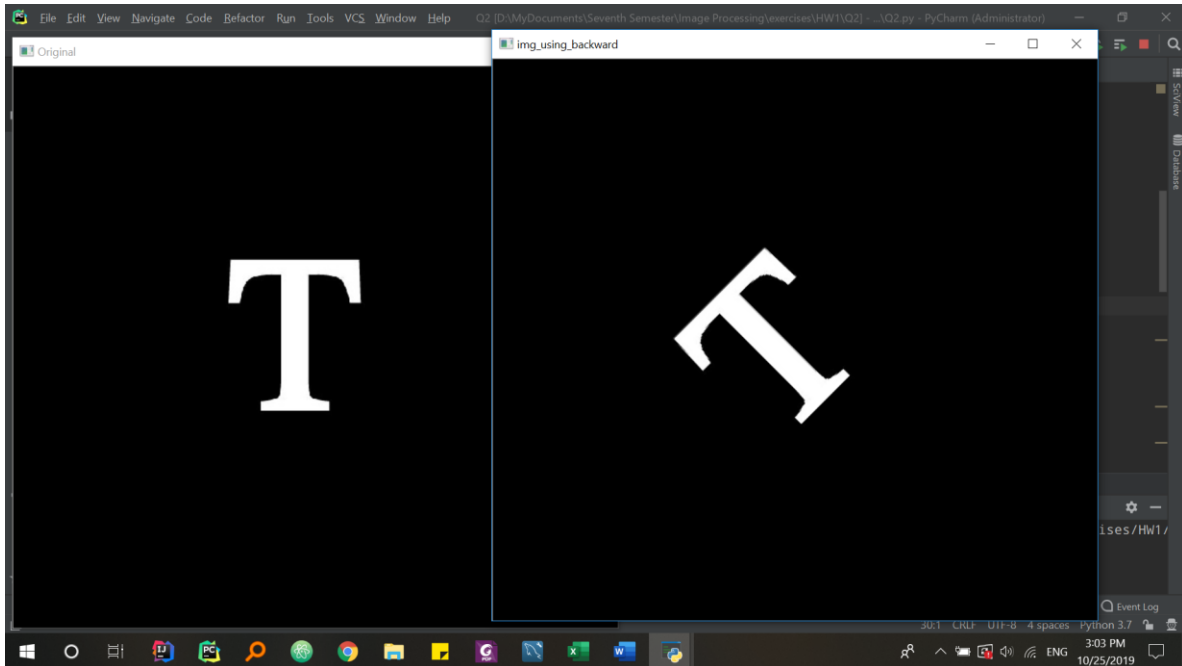 File Edit View Navigate Code Refactor Run Tools VCS Window Help Q2 [D:\MyDocuments\Seventh Semester\Image Processing\exercises\HW1\Q2] - ...\Q2.py - PyCharm (Administrator)
Original
img_using_backward
SciView
Database
T
T
ises/HW1/
Event Log
30:1 CRLF UTF-8 4 spaces Python 3.7
ENG
3:03 PM
10/25/2019